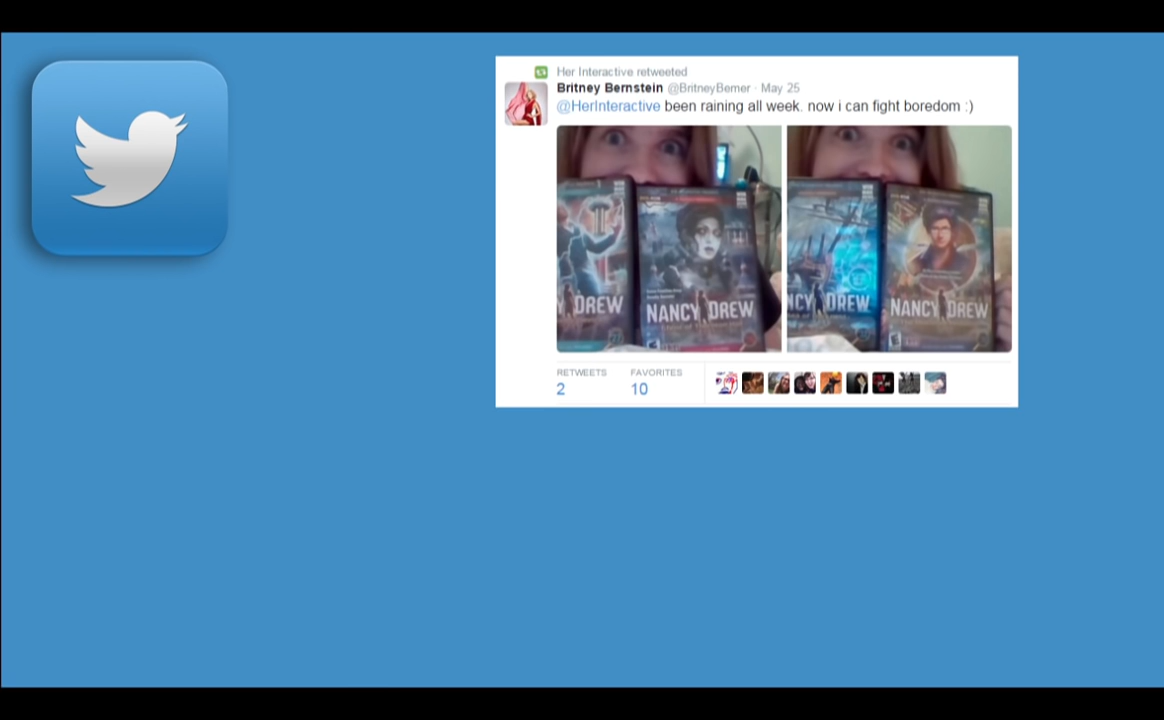 Her Interactive retweeted
Britney Bernstein @BritneyBerner · May 25
@HerInteractive been raining all week. now i can fight boredom :)
DREW
NANCY DREW
NCY DREW
NANCY DREW
RETWEETS
FAVORITES
2
10